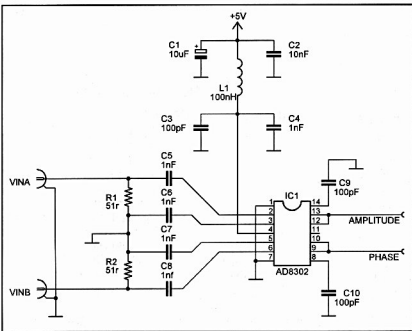 +5V
C1
10uF
+
C2
10nF
L1
100nH
C3
100pF
C4
1nF
C5
1nF
VINA
R1
51r
C6
1nF
C7
1nF
R2
51r
C8
1nf
VINB
IC1
1
2
3
4
5
6
7
14
13
12
11
10
9
8
AD8302
C9
100pF
AMPLITUDE
PHASE
C10
100pF